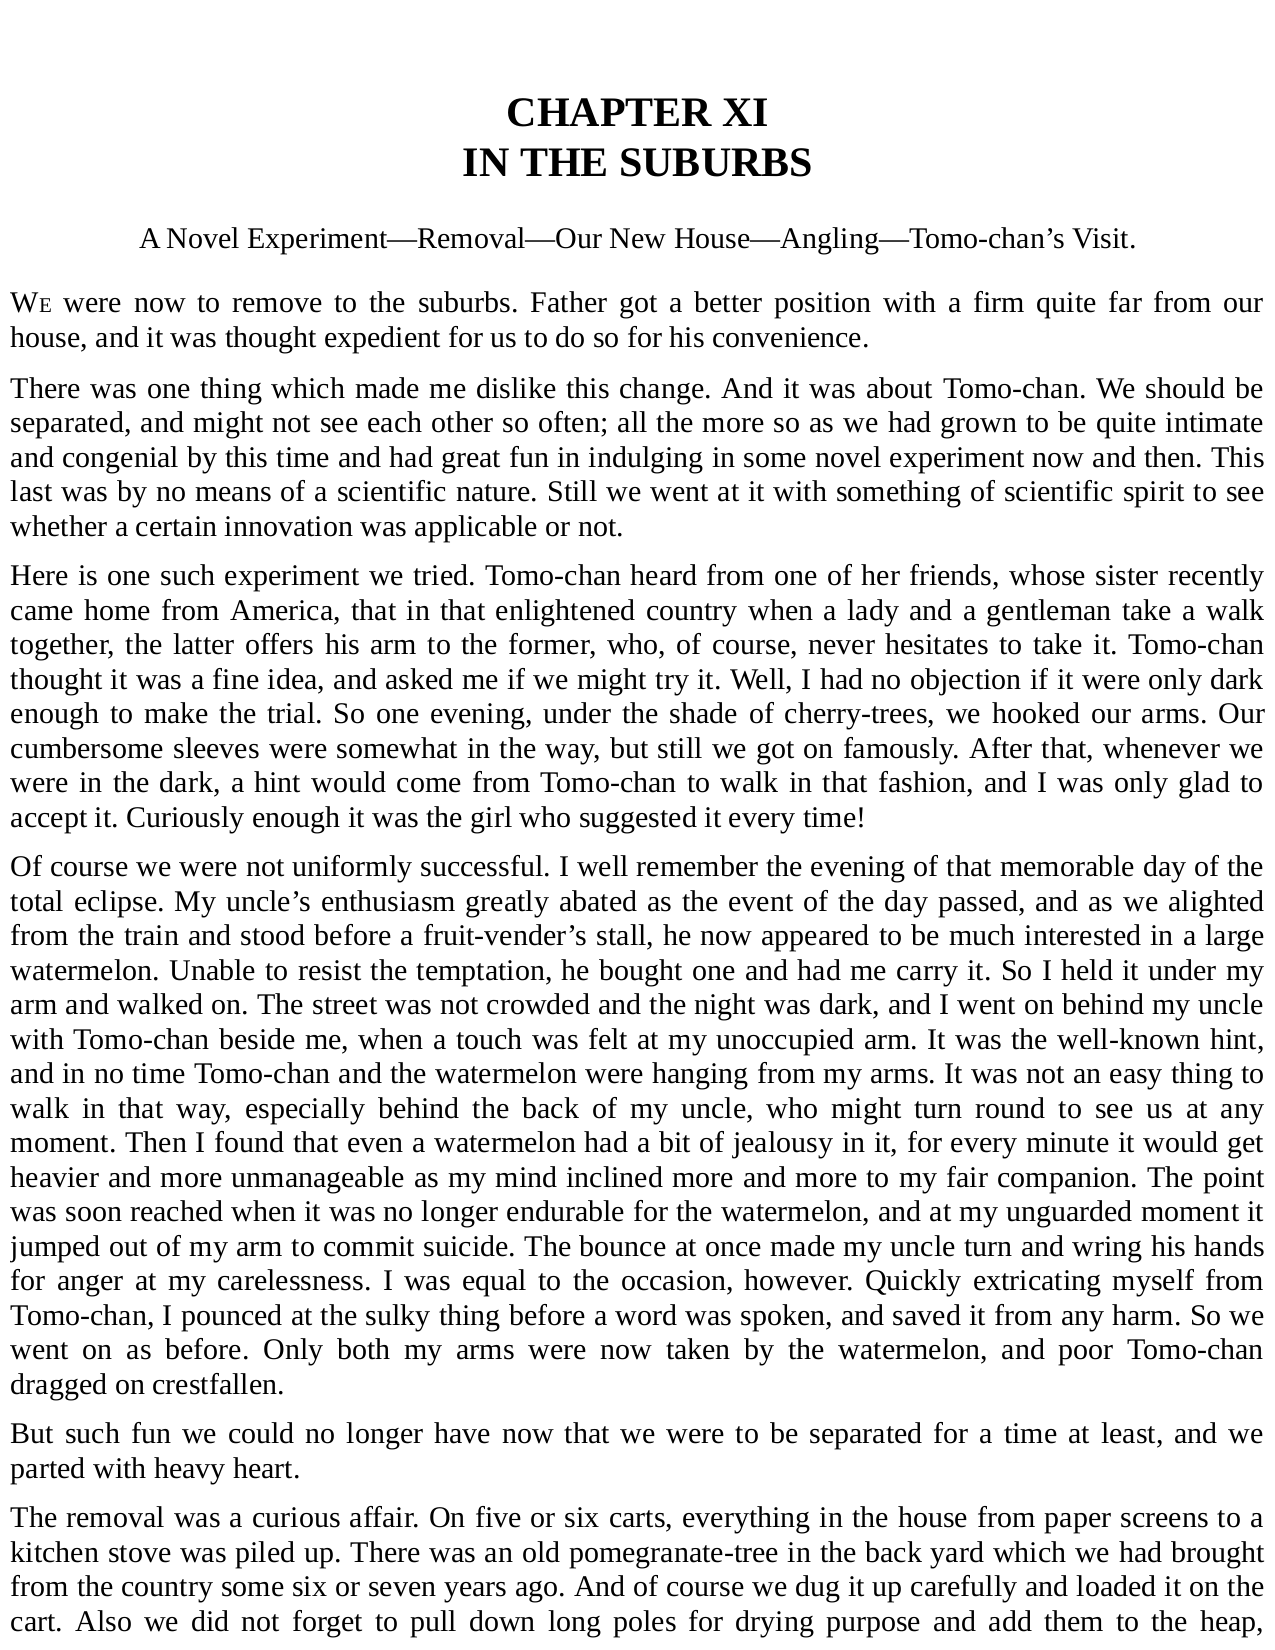 CHAPTER XI
IN THE SUBURBS
A Novel Experiment—Removal—Our New House—Angling—Tomo-chan’s Visit.
WE were now to remove to the suburbs. Father got a better position with a firm quite far from our
house, and it was thought expedient for us to do so for his convenience.
There was one thing which made me dislike this change. And it was about Tomo-chan. We should be
separated, and might not see each other so often; all the more so as we had grown to be quite intimate
and congenial by this time and had great fun in indulging in some novel experiment now and then. This
last was by no means of a scientific nature. Still we went at it with something of scientific spirit to see
whether a certain innovation was applicable or not.
Here is one such experiment we tried. Tomo-chan heard from one of her friends, whose sister recently
came home from America, that in that enlightened country when a lady and a gentleman take a walk
together, the latter offers his arm to the former, who, of course, never hesitates to take it. Tomo-chan
thought it was a fine idea, and asked me if we might try it. Well, I had no objection if it were only dark
enough to make the trial. So one evening, under the shade of cherry-trees, we hooked our arms. Our
cumbersome sleeves were somewhat in the way, but still we got on famously. After that, whenever we
were in the dark, a hint would come from Tomo-chan to walk in that fashion, and I was only glad to
accept it. Curiously enough it was the girl who suggested it every time!
Of course we were not uniformly successful. I well remember the evening of that memorable day of the
total eclipse. My uncle’s enthusiasm greatly abated as the event of the day passed, and as we alighted
from the train and stood before a fruit-vender’s stall, he now appeared to be much interested in a large
watermelon. Unable to resist the temptation, he bought one and had me carry it. So I held it under my
arm and walked on. The street was not crowded and the night was dark, and I went on behind my uncle
with Tomo-chan beside me, when a touch was felt at my unoccupied arm. It was the well-known hint,
and in no time Tomo-chan and the watermelon were hanging from my arms. It was not an easy thing to
walk in that way, especially behind the back of my uncle, who might turn round to see us at any
moment. Then I found that even a watermelon had a bit of jealousy in it, for every minute it would get
heavier and more unmanageable as my mind inclined more and more to my fair companion. The point
was soon reached when it was no longer endurable for the watermelon, and at my unguarded moment it
jumped out of my arm to commit suicide. The bounce at once made my uncle turn and wring his hands
for anger at my carelessness. I was equal to the occasion, however. Quickly extricating myself from
Tomo-chan, I pounced at the sulky thing before a word was spoken, and saved it from any harm. So we
went on as before. Only both my arms were now taken by the watermelon, and poor Tomo-chan
dragged on crestfallen.
But such fun we could no longer have now that we were to be separated for a time at least, and we
parted with heavy heart.
The removal was a curious affair. On five or six carts, everything in the house from paper screens to a
kitchen stove was piled up. There was an old pomegranate-tree in the back yard which we had brought
from the country some six or seven years ago. And of course we dug it up carefully and loaded it on the
cart. Also we did not forget to pull down long poles for drying purpose and add them to the heap,